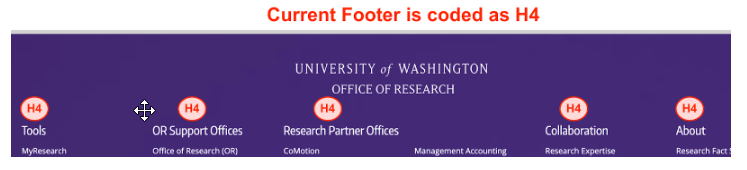 Current Footer is coded as H4
UNIVERSITY of WASHINGTON
OFFICE OF RESEARCH
H4 H4 H4 H4 H4
Tools OR Support Offices Research Partner Offices Collaboration About
MyResearch Office of Research (OR) CoMotion Management Accounting Research Expertise Research Fact S